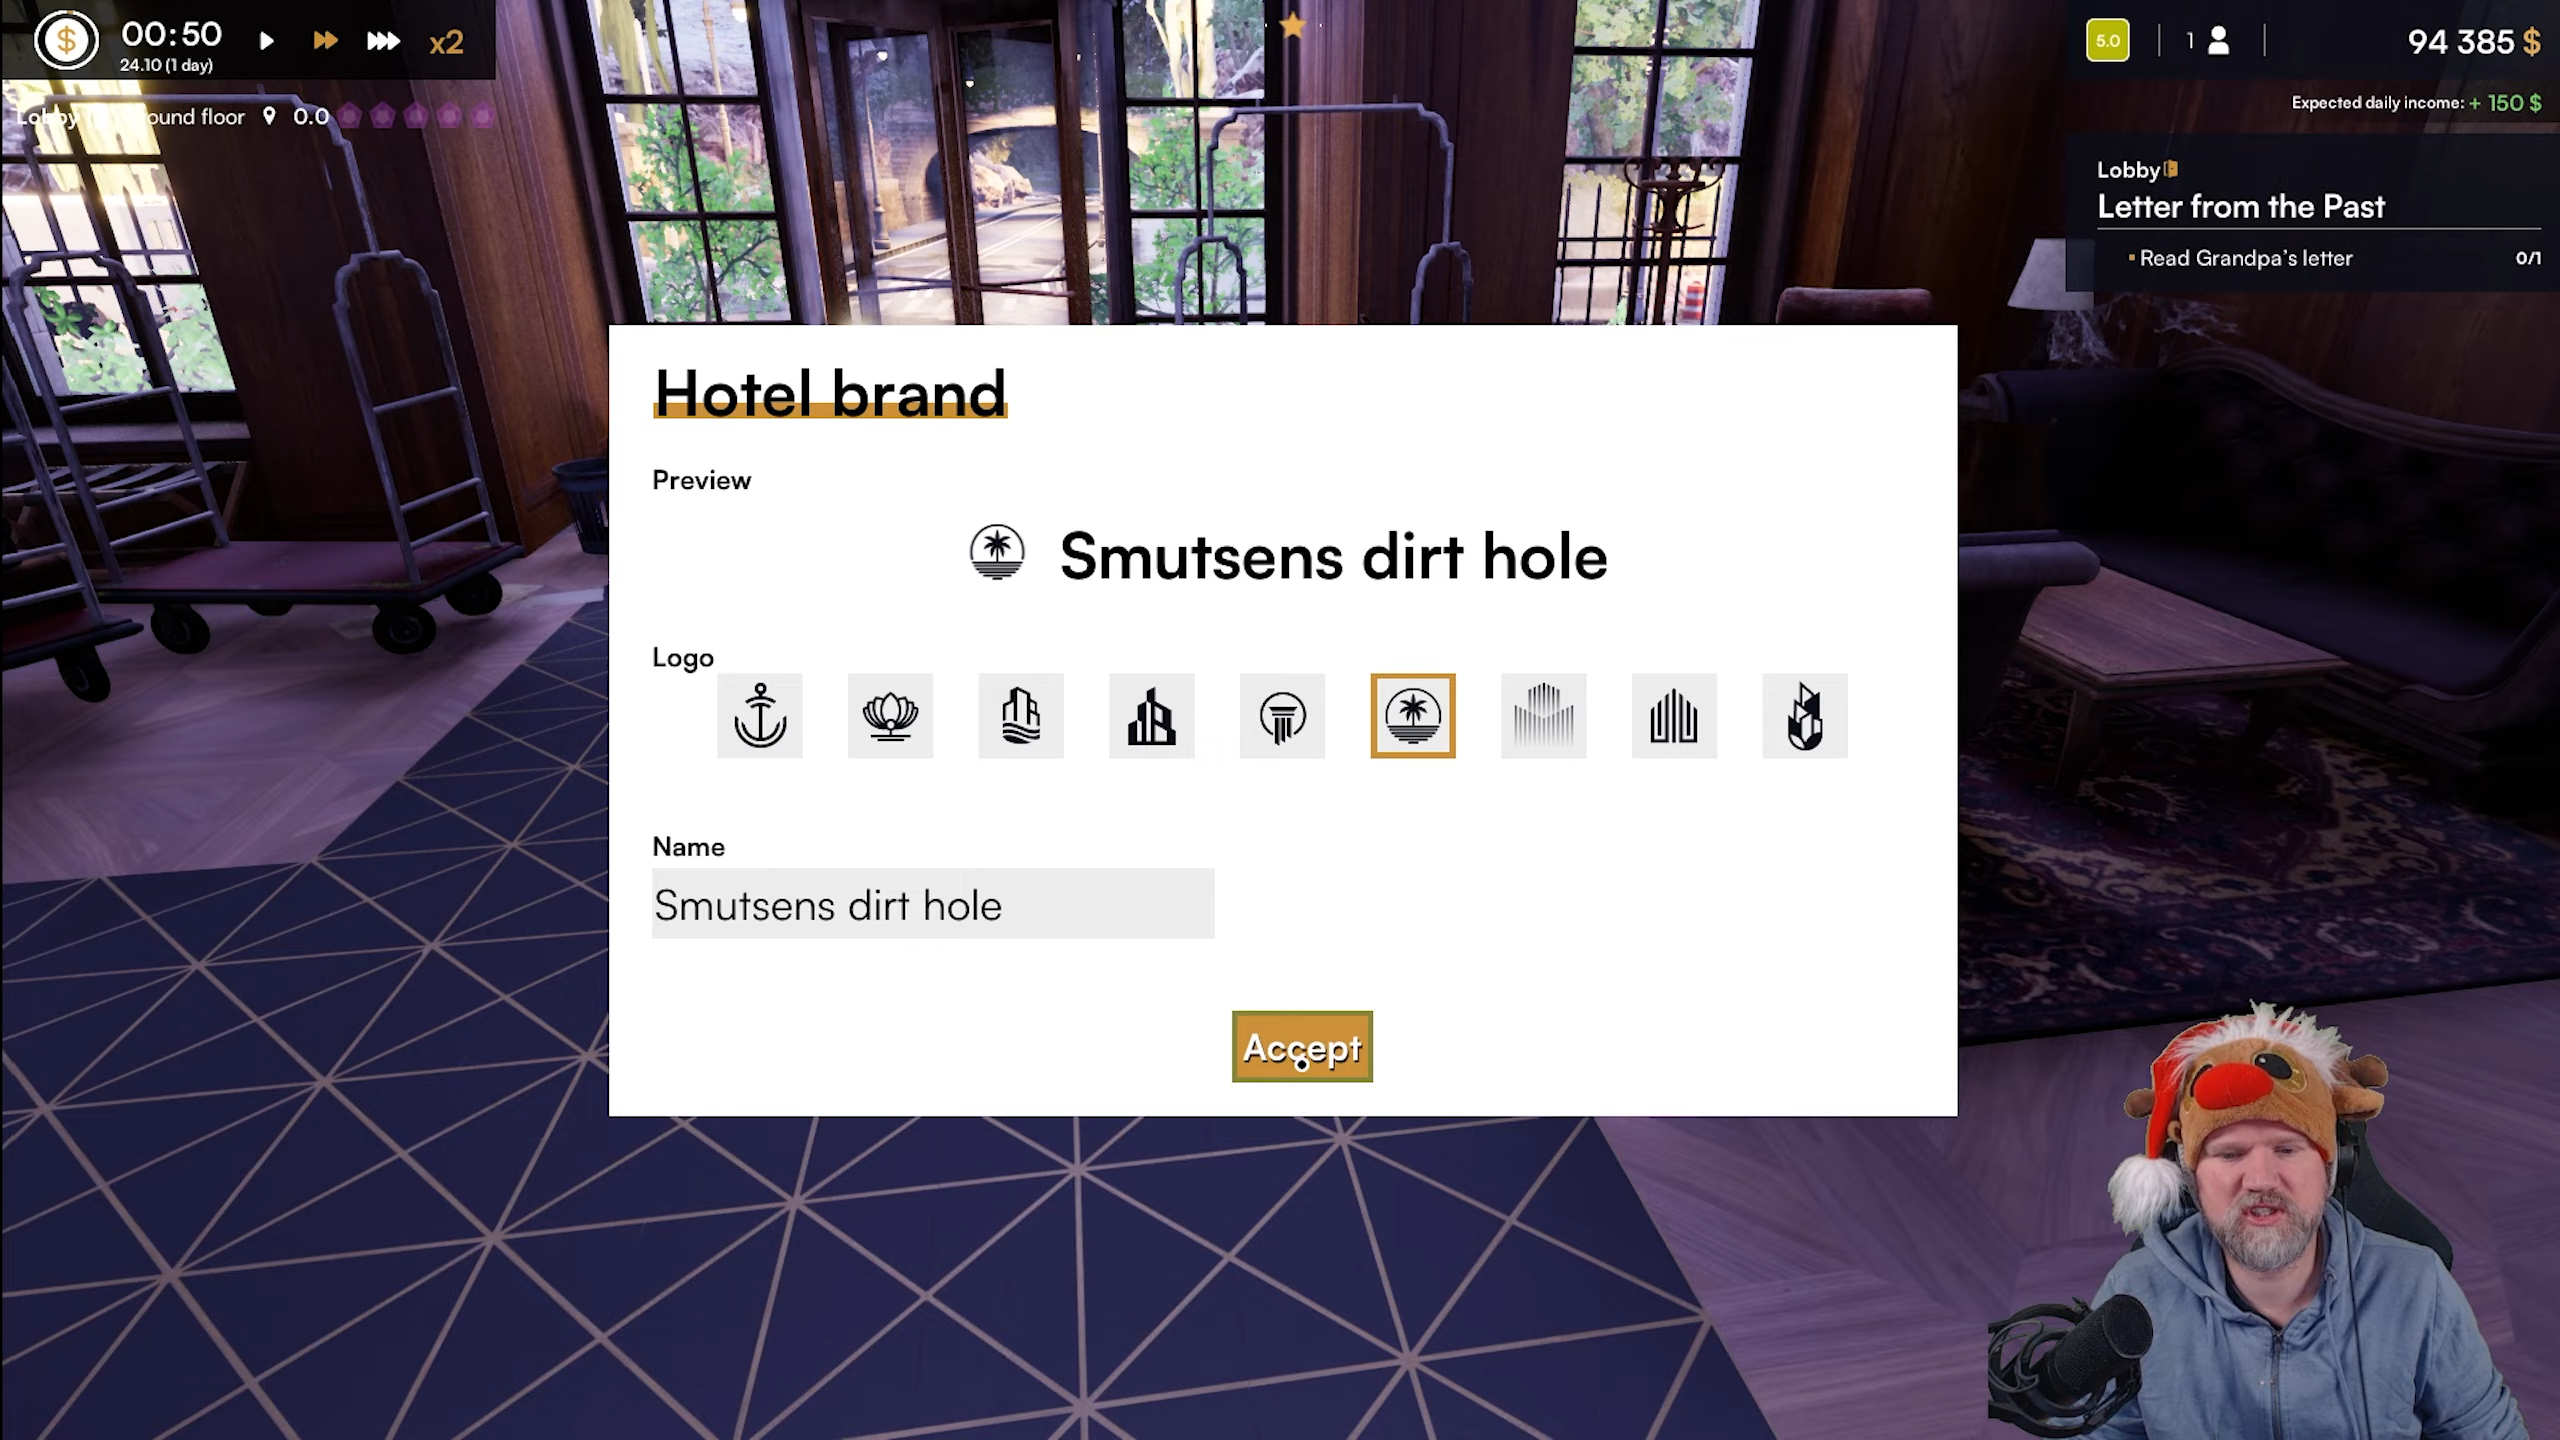 00:50
x2
24.10 (1 day)
ound floor 0.0
5.0
1
94 385 $
Expected daily income: + 150 $
Lobby
Letter from the Past
Read Grandpa's letter 0/1
Hotel brand
Preview
Smutsens dirt hole
Logo
Name
Smutsens dirt hole
Accept